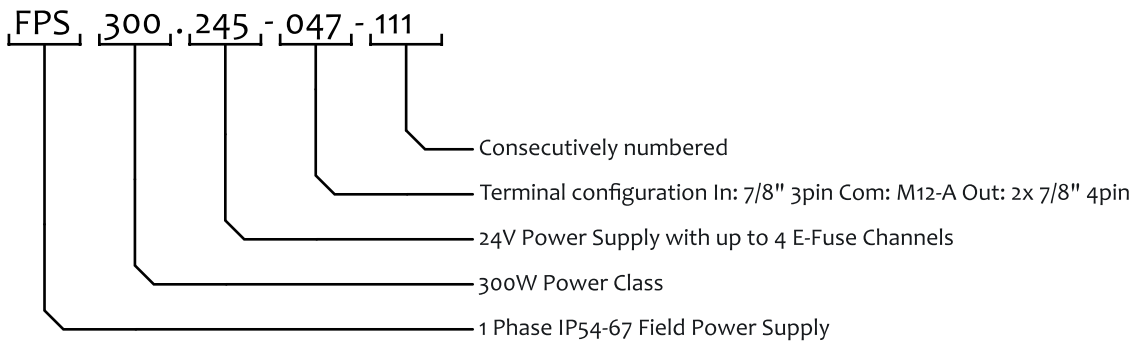 FPS 300.245-047-111
Consecutively numbered
Terminal configuration In: 7/8" 3pin Com: M12-A Out: 2x 7/8" 4pin
24V Power Supply with up to 4 E-Fuse Channels
300W Power Class
1 Phase IP54-67 Field Power Supply